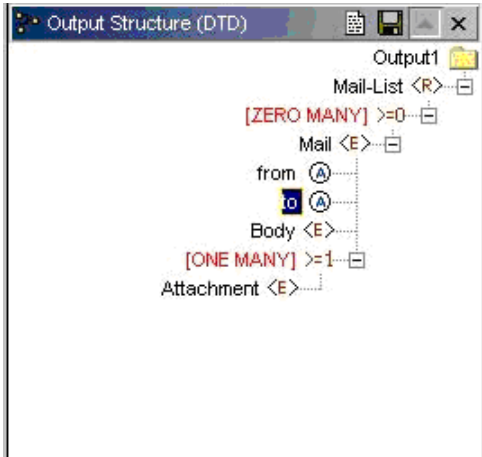 Output Structure (DTD)
Output1
Mail-List <R>
[ZERO MANY] >=0
Mail <E>
from A
to A
Body <E>
[ONE MANY] >=1
Attachment <E>